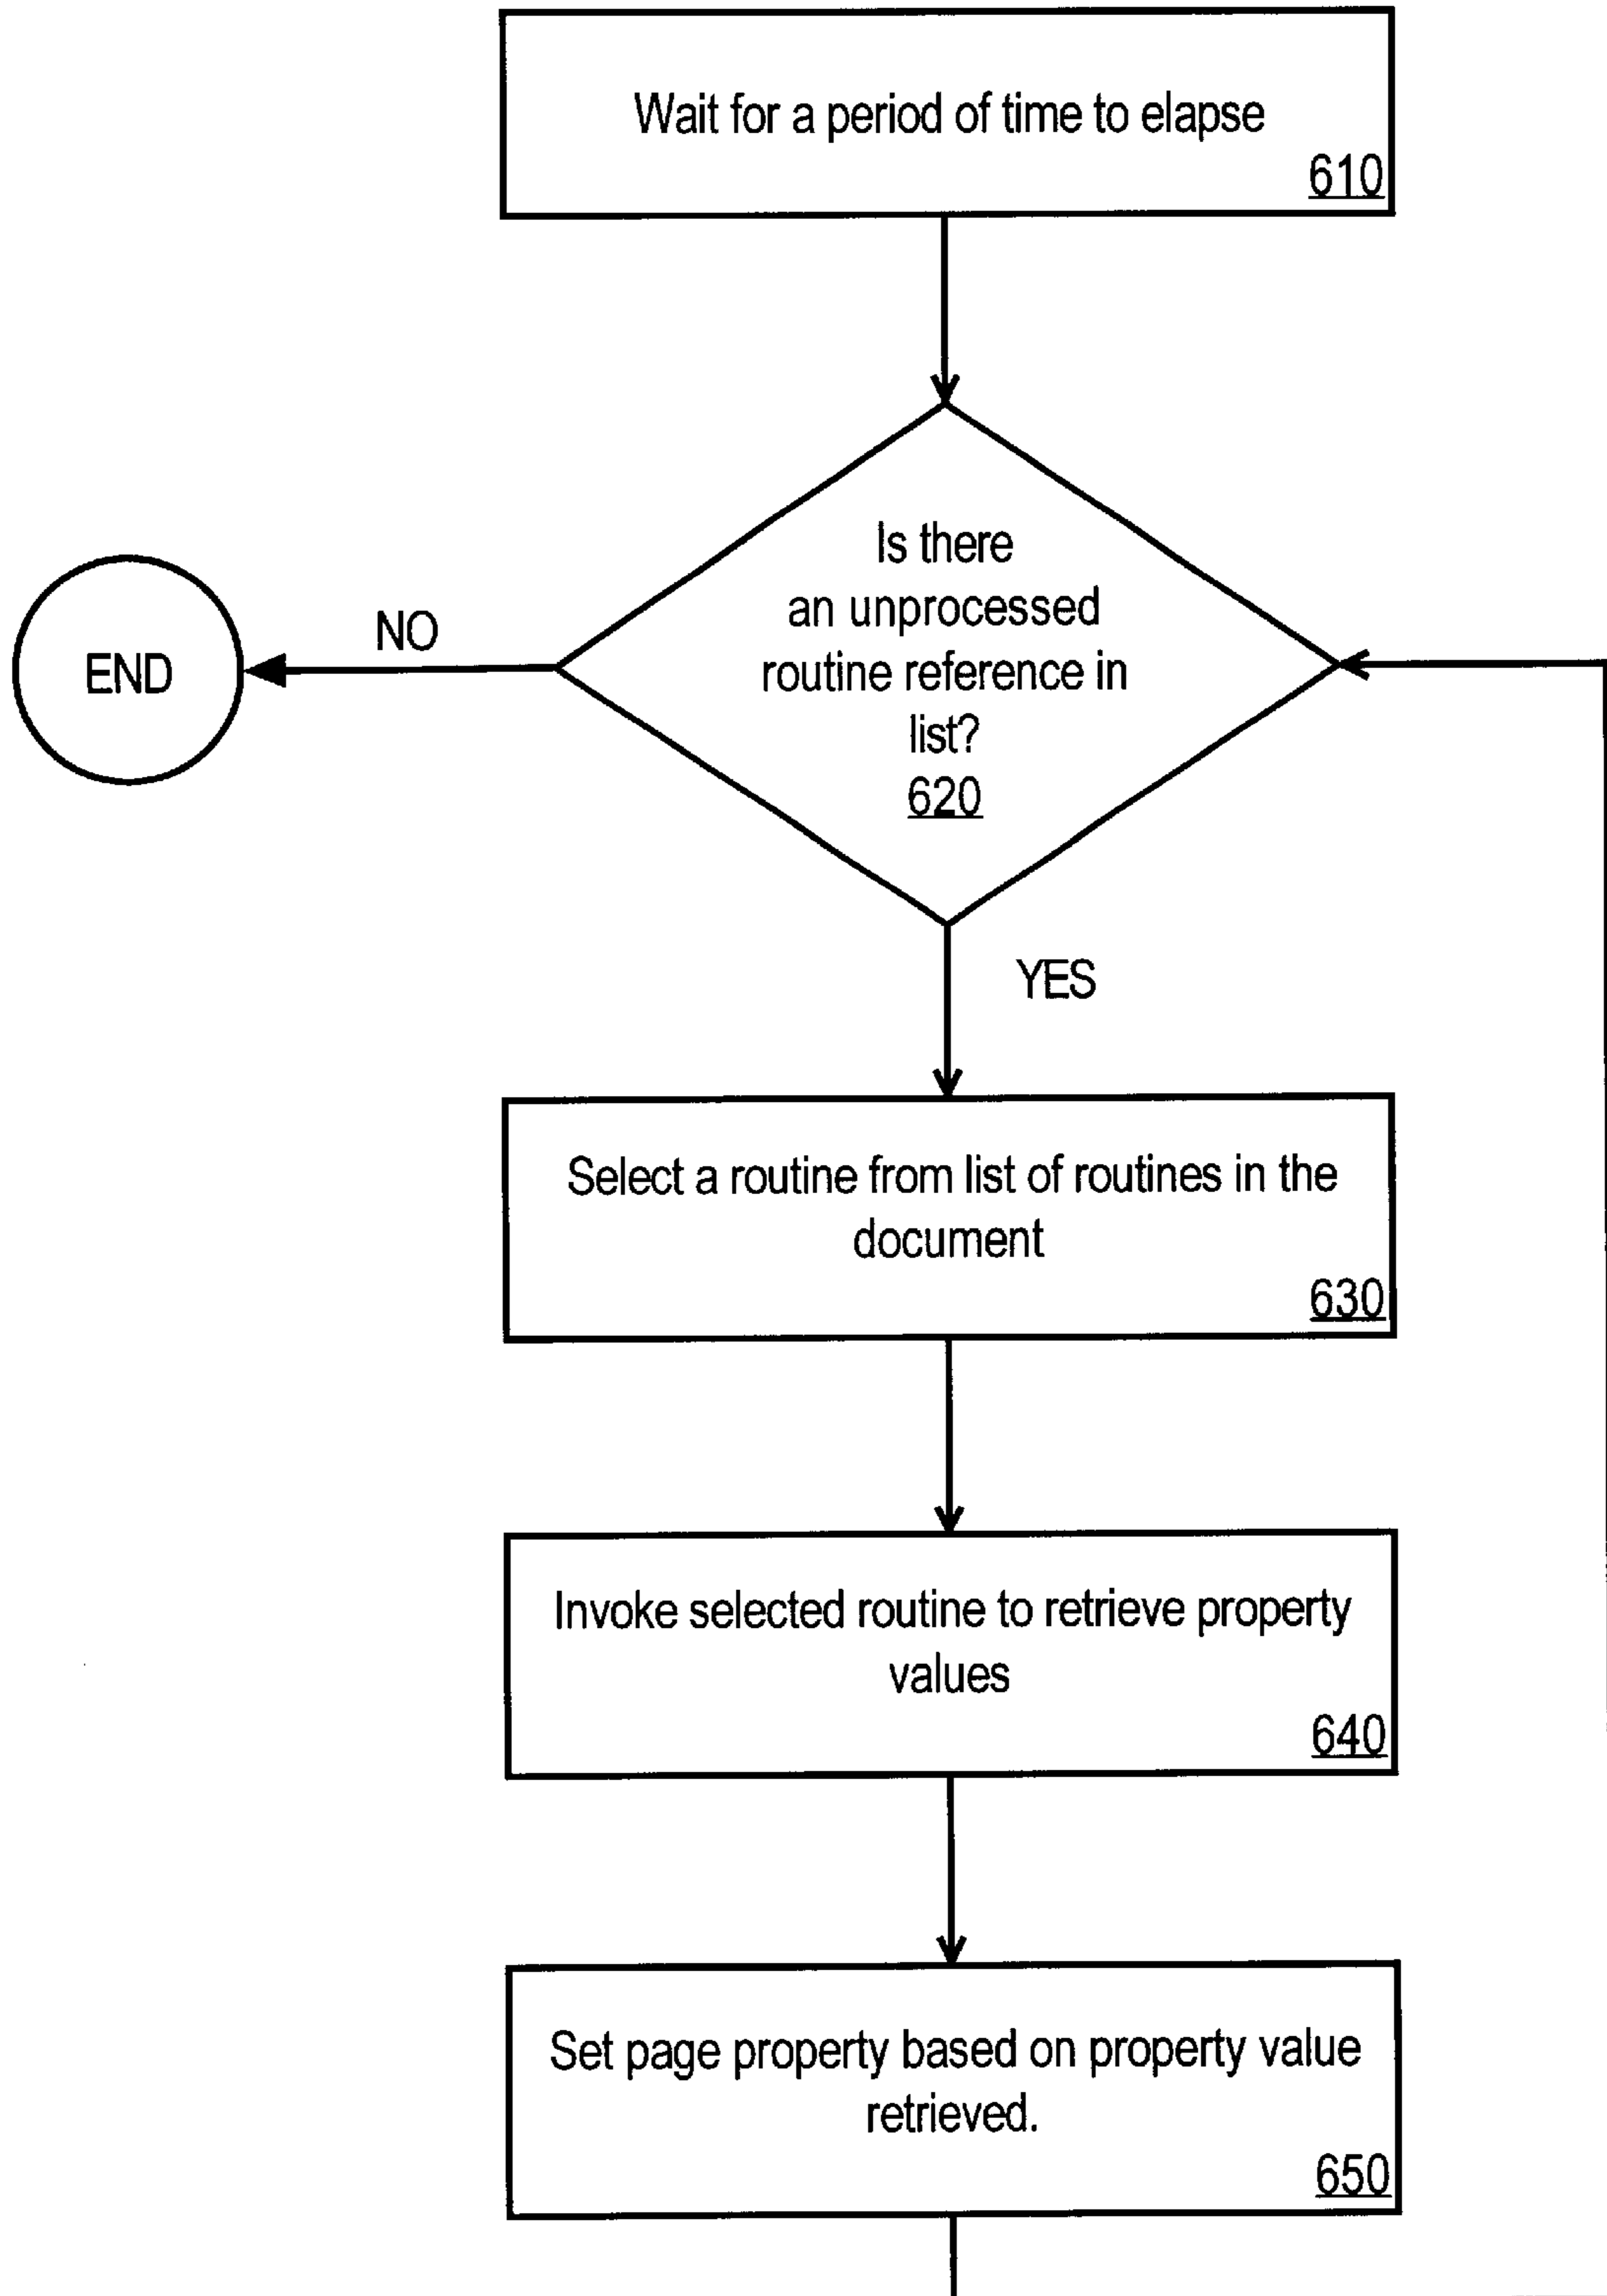 Wait for a period of time to elapse
610
Is there
an unprocessed
routine reference in
list?
620
NO
END
YES
Select a routine from list of routines in the
document
630
Invoke selected routine to retrieve property
values
640
Set page property based on property value
retrieved.
650